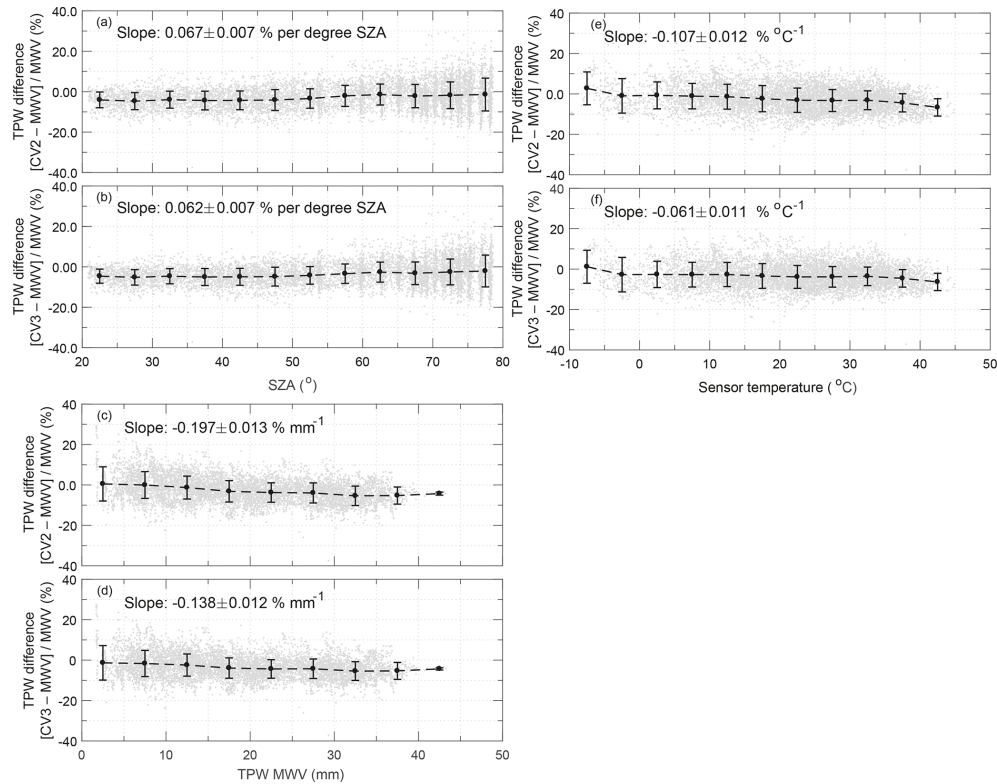 (a)
Slope: 0.067±0.007 % per degree SZA
TPW difference
[CV2 – MWV] / MWV (%)
40.0
20.0
0.00
-20.0
-40.0
(b)
Slope: 0.062±0.007 % per degree SZA
TPW difference
[CV3 – MWV] / MWV (%)
40.0
20.0
0.00
-20.0
-40.0
20 30 40 50 60 70 80
SZA (o)
(c)
Slope: -0.197±0.013 % mm-1
TPW difference
[CV2 – MWV] / MWV (%)
40
20
0.0
-20
-40
(d)
Slope: -0.138±0.012 % mm-1
TPW difference
[CV3 – MWV] / MWV (%)
40
20
0
-20
-40
0 10 20 30 40 50
TPW MWV (mm)
(e)
Slope: -0.107±0.012 % oC-1
TPW difference
[CV2 – MWV] / MWV (%)
40
20
0.0
-20
-40
(f)
Slope: -0.061±0.011 % oC-1
TPW difference
[CV3 – MWV] / MWV (%)
40
20
0
-20
-40
-10 0 10 20 30 40 50
Sensor temperature ( oC)